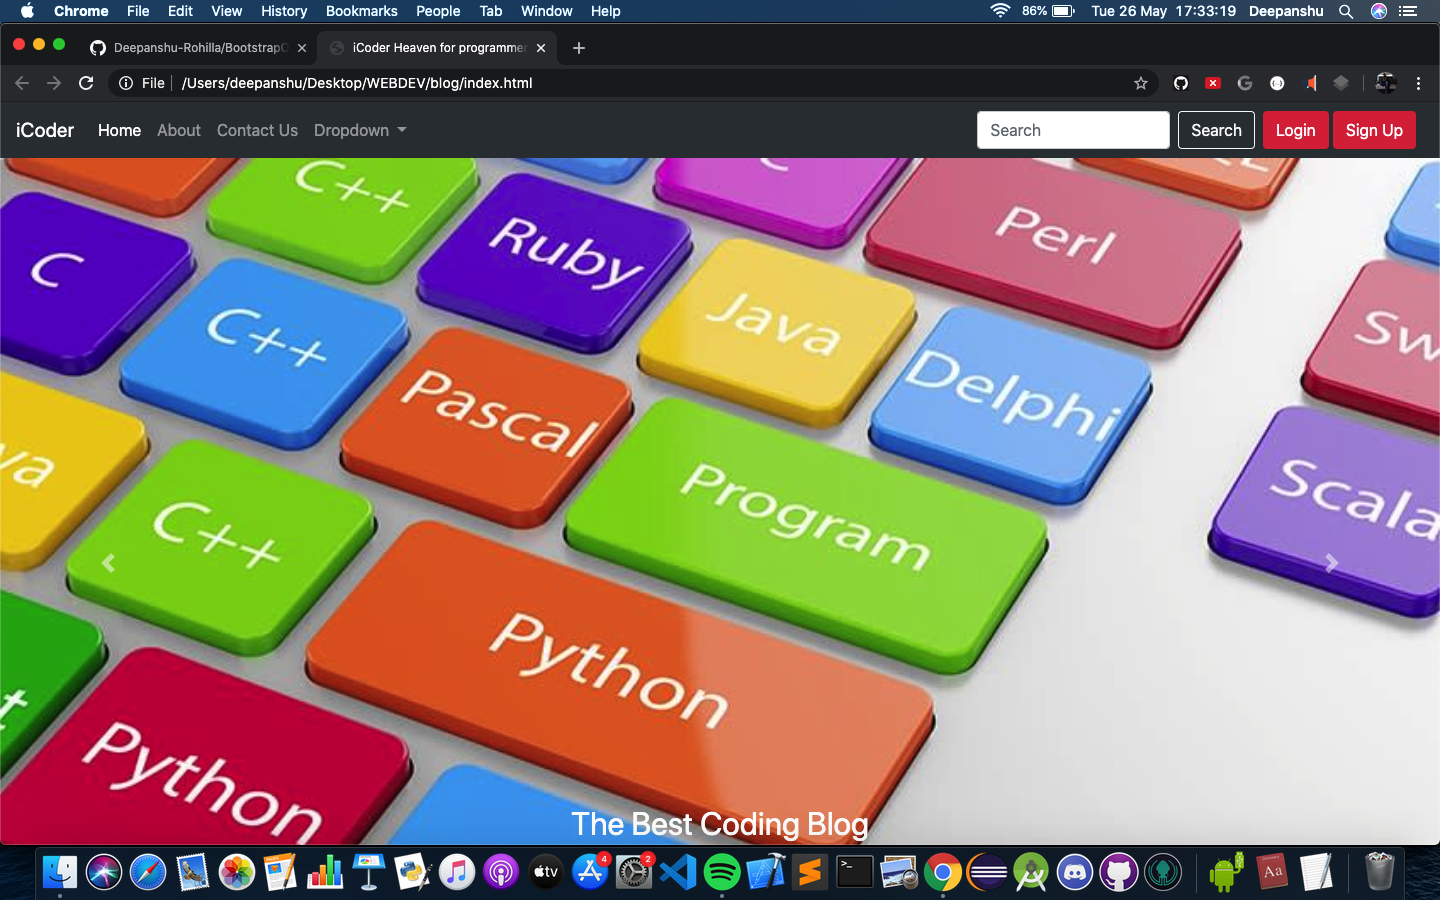 Chrome File Edit View History Bookmarks People Tab Window Help 86% Tue 26 May 17:33:19 Deepanshu
Deepanshu-Rohilla/Bootstrap
iCoder Heaven for programmer
File /Users/deepanshu/Desktop/WEBDEV/blog/index.html
iCoder Home About Contact Us Dropdown Search Search Login Sign Up
C++
C
Perl
Ruby
C
Java
C++
Sw
Delphi
Pascal
va
Program
Scala
C++
Python
t
Python
The Best Coding Blog
tv
4
2
>_
Aa